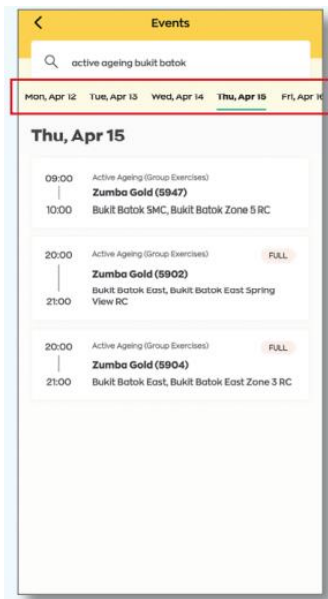 Events
active ageing bukit batok
Mon, Apr 12 Tue, Apr 13 Wed, Apr 14 Thu, Apr 15 Fri, Apr
Thu, Apr 15
09:00 Active Ageing (Group Exercises)
Zumba Gold (5947)
10:00 Bukit Batok SMC, Bukit Batok Zone 5 RC
20:00 Active Ageing (Group Exercises) FULL
Zumba Gold (5902)
Bukit Batok East, Bukit Batok East Spring
21:00 View RC
20:00 Active Ageing (Group Exercises) FULL
Zumba Gold (5904)
21:00 Bukit Batok East, Bukit Batok East Zone 3 RC